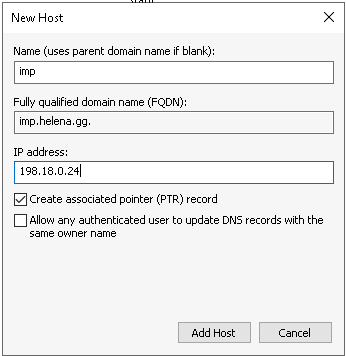 New Host
Name (uses parent domain name if blank):
imp
Fully qualified domain name (FQDN):
imp.helena.gg.
IP address:
198.18.0.24
Create associated pointer (PTR) record
Allow any authenticated user to update DNS records with the
same owner name
Add Host
Cancel